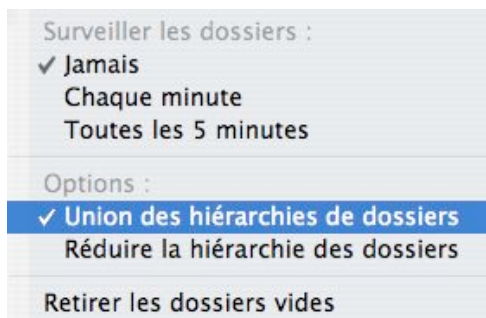 Surveiller les dossiers :
✓ Jamais
Chaque minute
Toutes les 5 minutes
Options :
✓ Union des hiérarchies de dossiers
Réduire la hiérarchie des dossiers
Retirer les dossiers vides